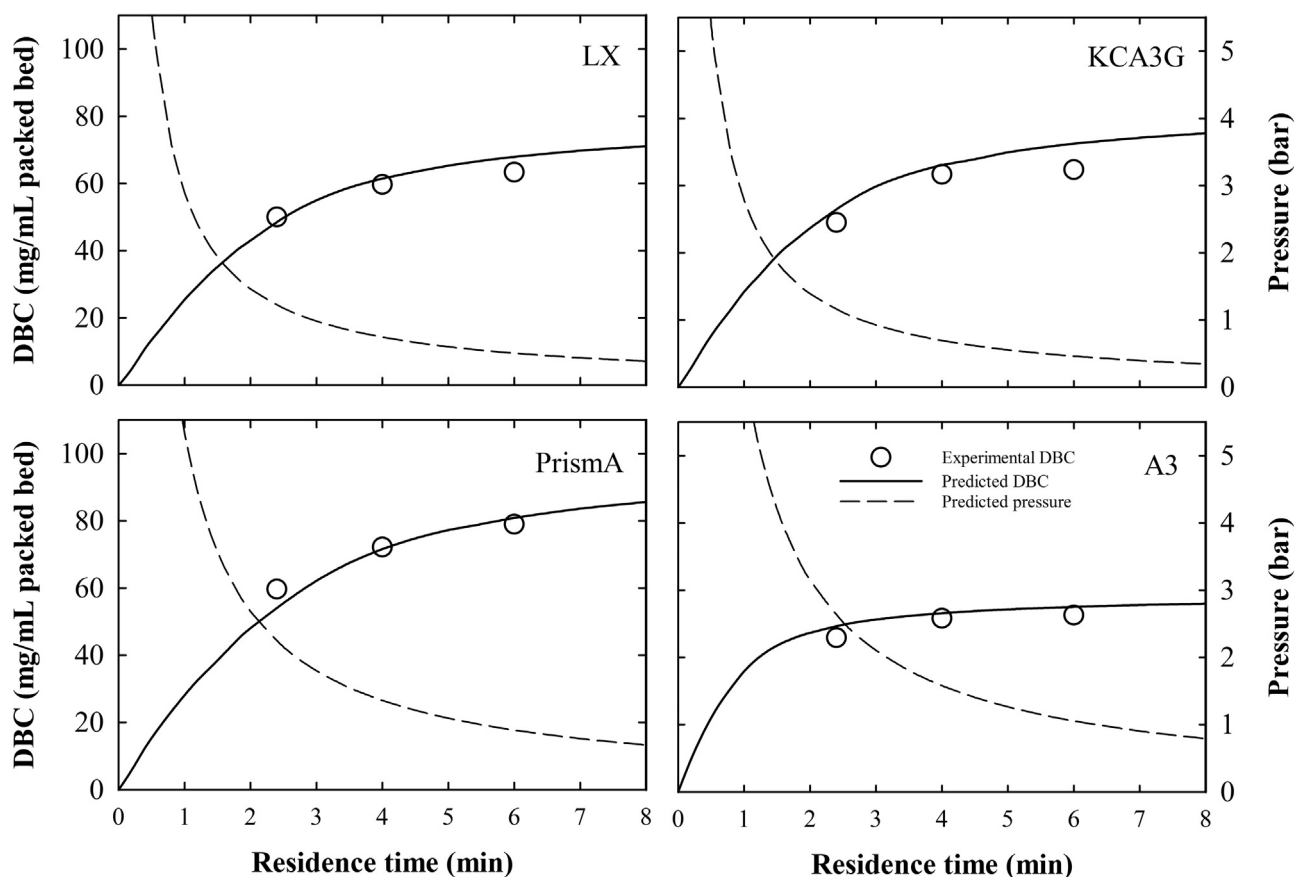 DBC (mg/mL packed bed)
100
80
60
40
20
0
LX
KCA3G
5
4
3
2
1
0
Pressure (bar)
DBC (mg/mL packed bed)
100
80
60
40
20
0
PrismA
0 1 2 3 4 5 6 7 8
Residence time (min)
Experimental DBC
Predicted DBC
Predicted pressure
A3
5
4
3
2
1
0
Pressure (bar)
0 1 2 3 4 5 6 7 8
Residence time (min)